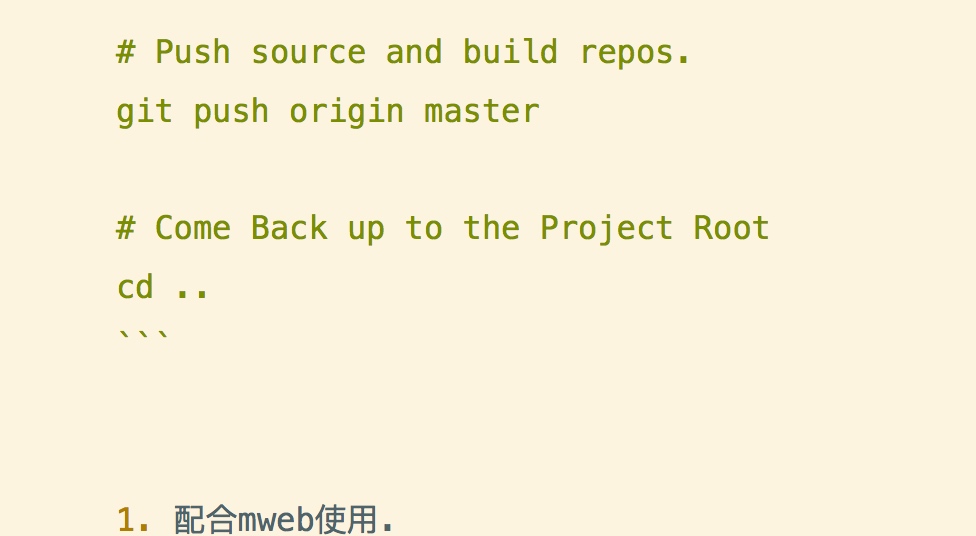 # Push source and build repos.
git push origin master
# Come Back up to the Project Root
cd ..
```
1. 配合mweb使用.